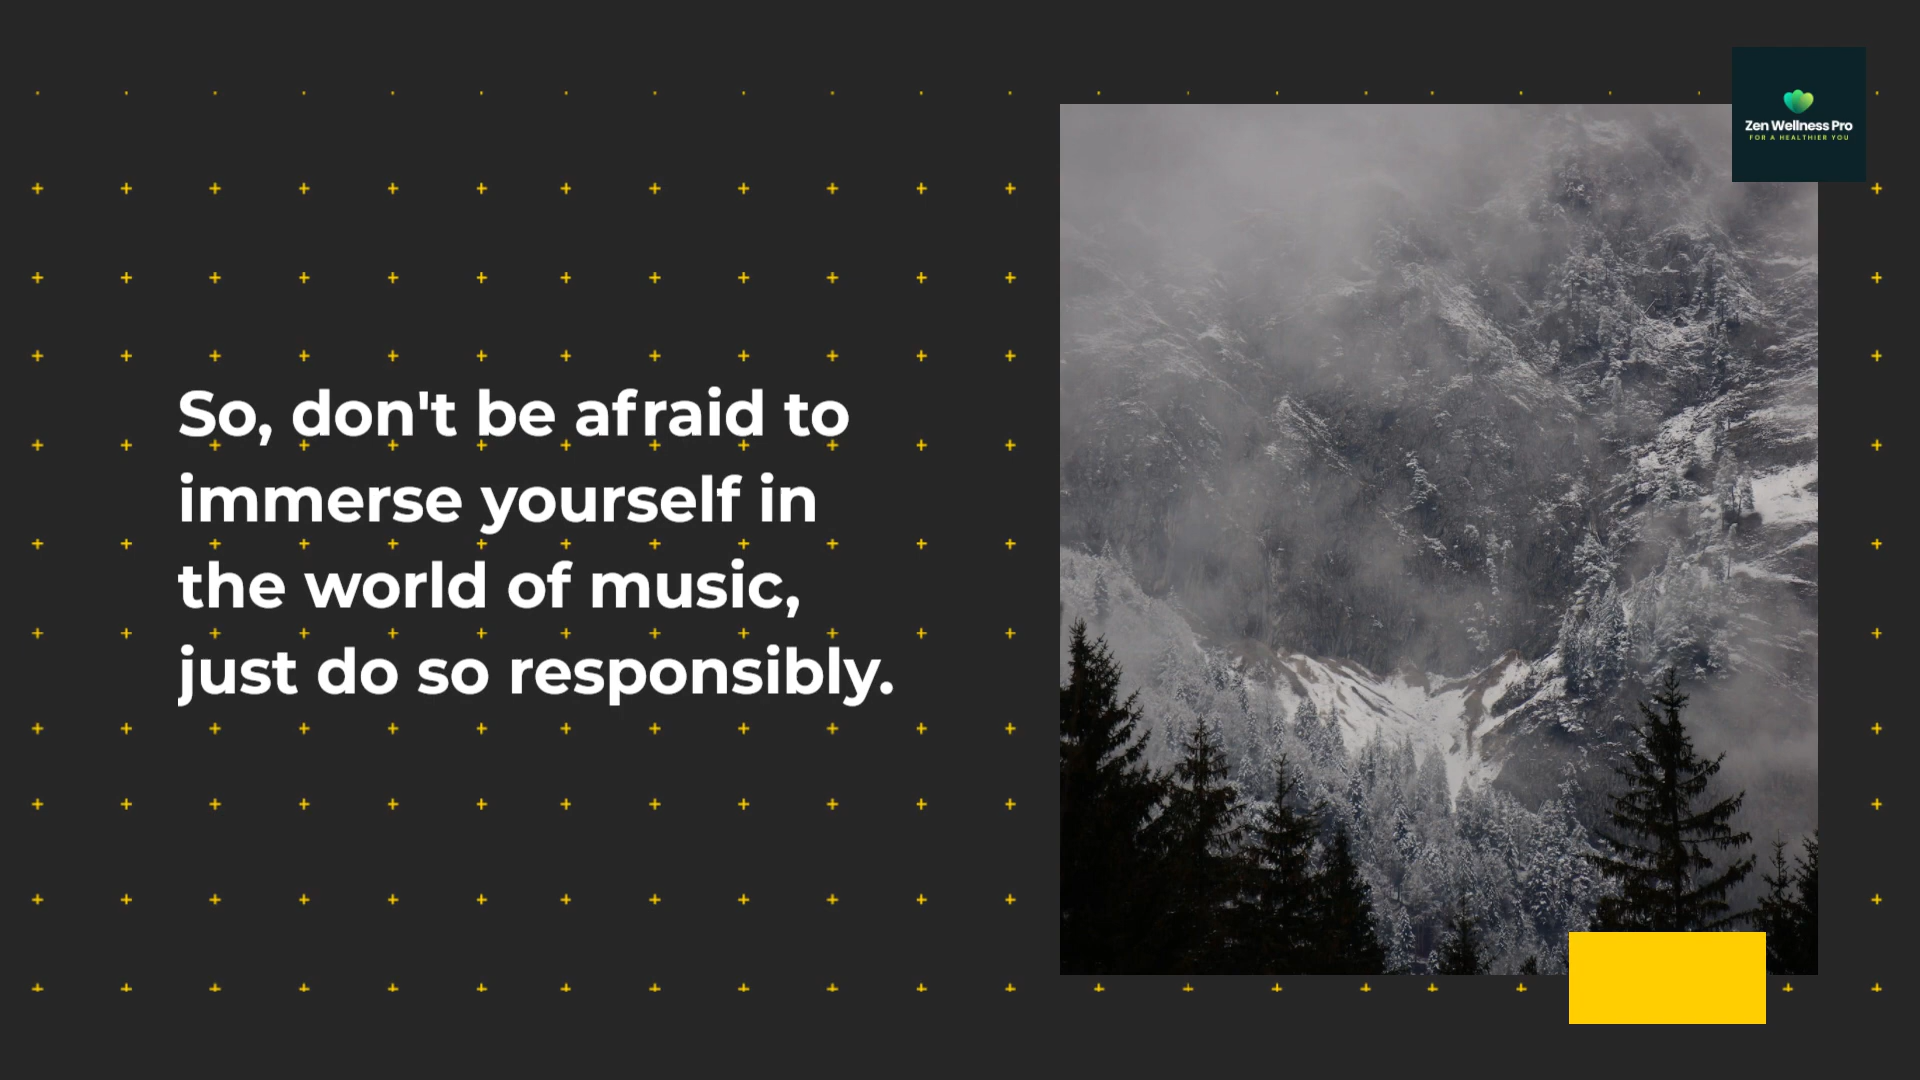 Zen Wellness Pro
FOR A HEALTHIER YOU
So, don't be afraid to
immerse yourself in
the world of music,
just do so responsibly.